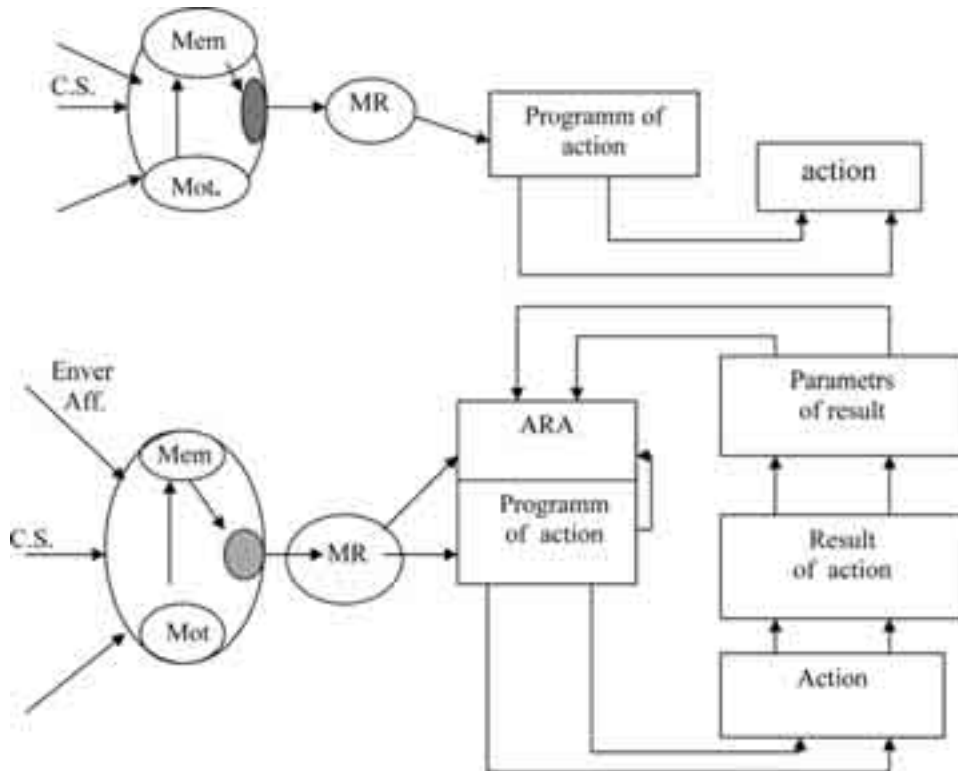 Mem
C.S.
MR
Programm of
action
action
Mot.
Enver
Aff.
Parametrs
of result
ARA
Mem
Programm
of action
C.S.
MR
Result
of action
Mot
Action